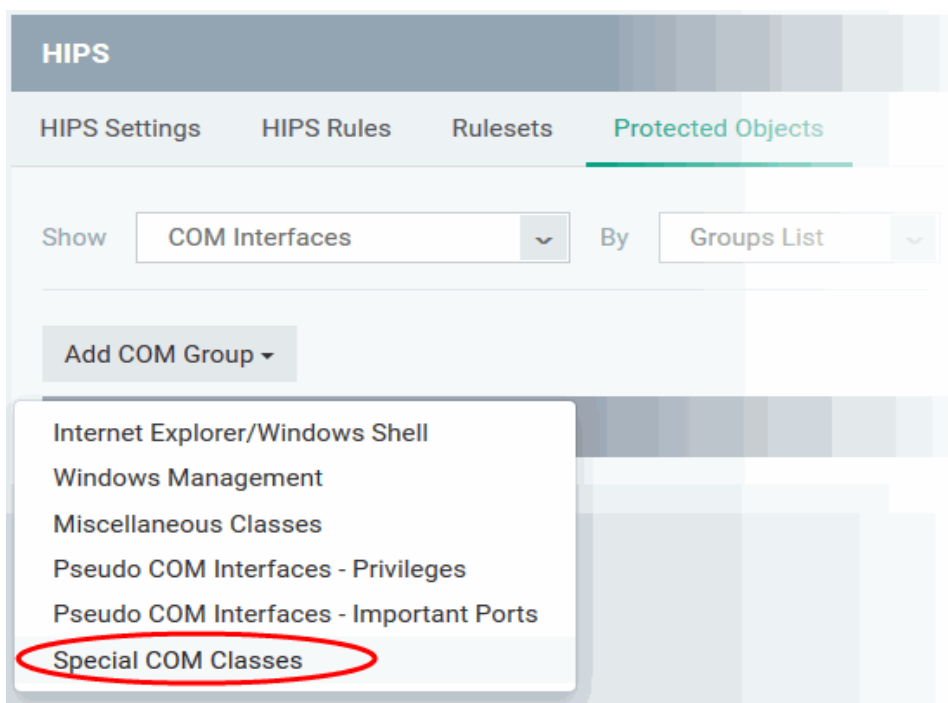 HIPS
HIPS Settings HIPS Rules Rulesets Protected Objects
Show COM Interfaces By Groups List
Add COM Group
Internet Explorer/Windows Shell
Windows Management
Miscellaneous Classes
Pseudo COM Interfaces - Privileges
Pseudo COM Interfaces - Important Ports
Special COM Classes